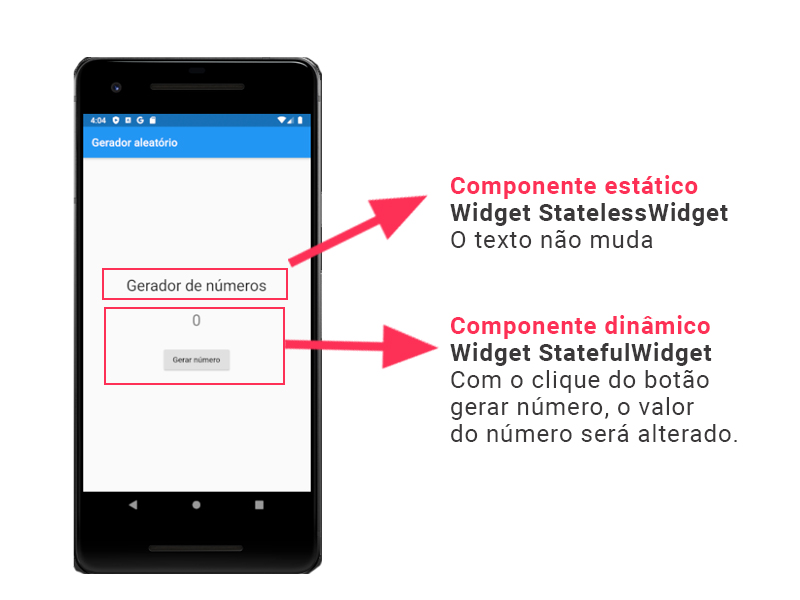 4:04
Gerador aleatório
Gerador de números
0
Gerar número
Componente estático
Widget StatelessWidget
O texto não muda
Componente dinâmico
Widget StatefulWidget
Com o clique do botão
gerar número, o valor
do número será alterado.